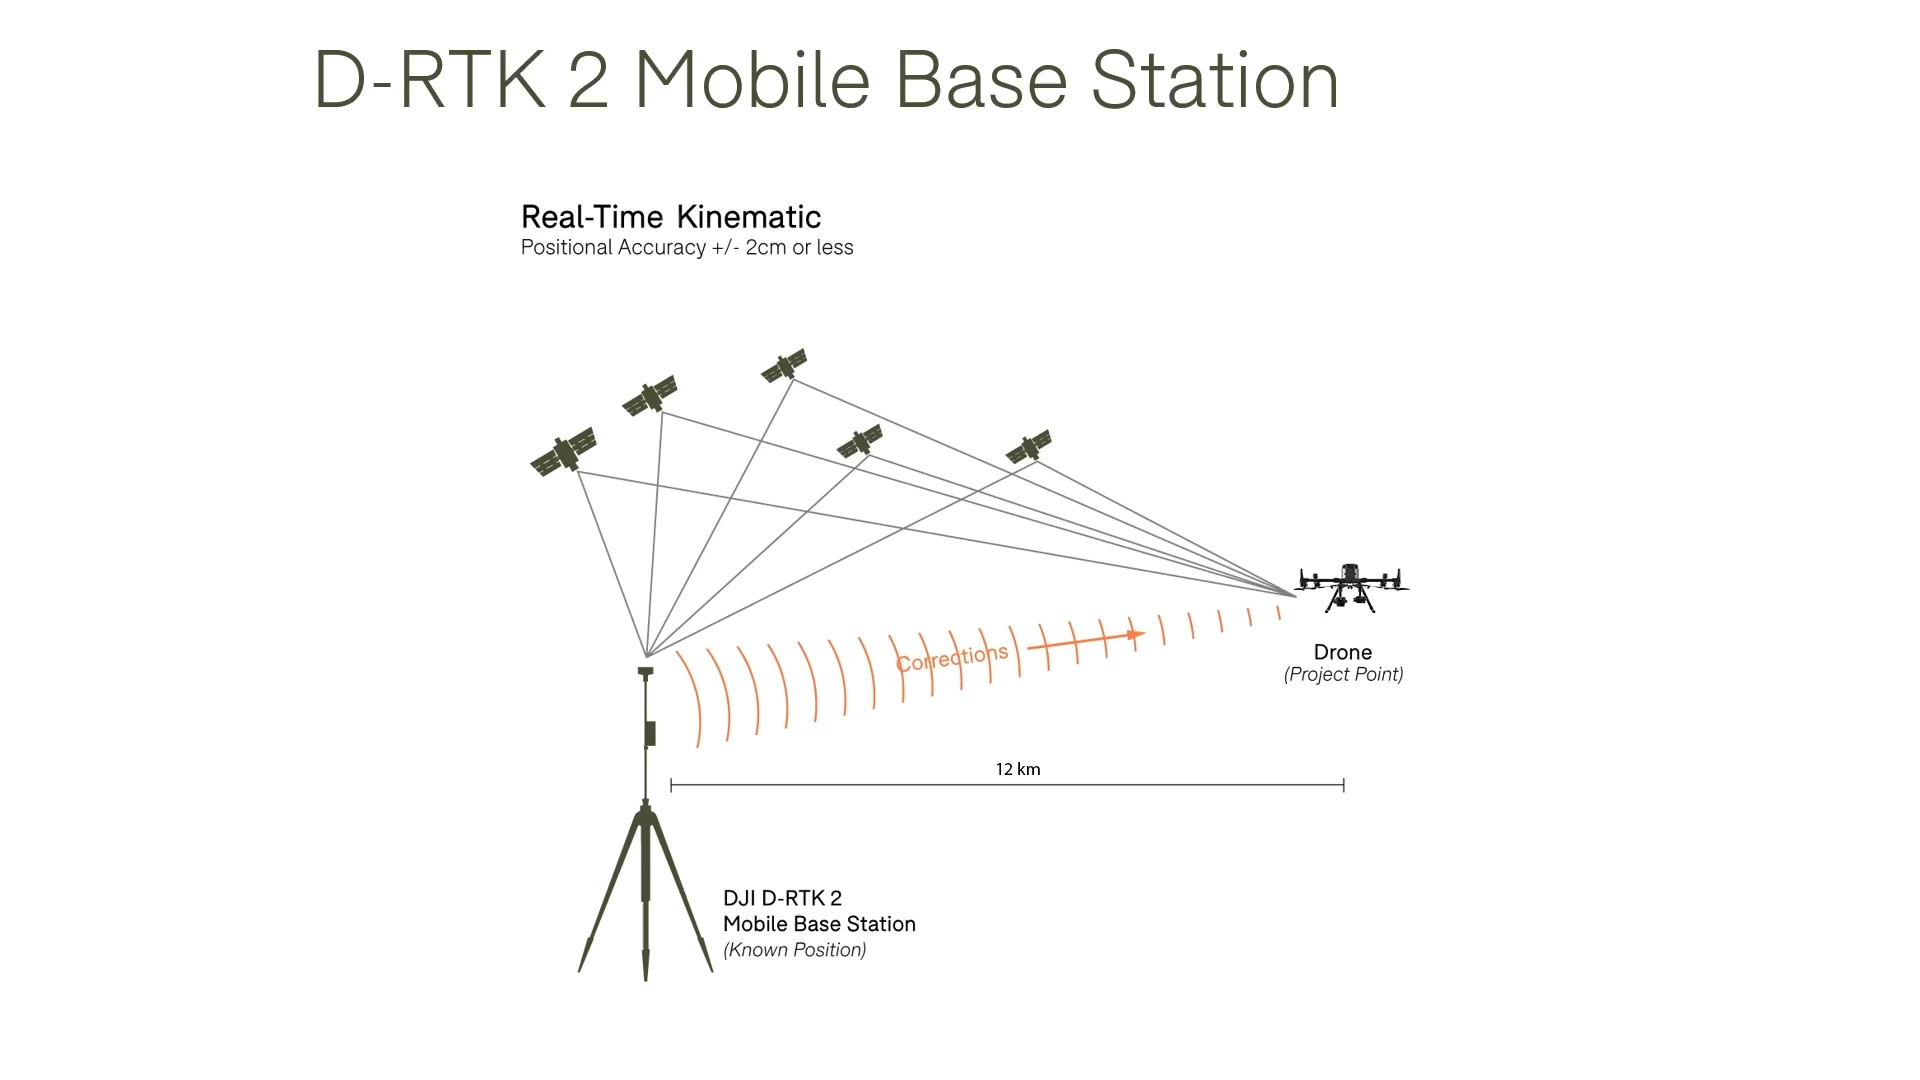 D-RTK 2 Mobile Base Station
Real-Time Kinematic
Positional Accuracy +/- 2cm or less
Corrections
Drone
(Project Point)
12 km
DJI D-RTK 2
Mobile Base Station
(Known Position)